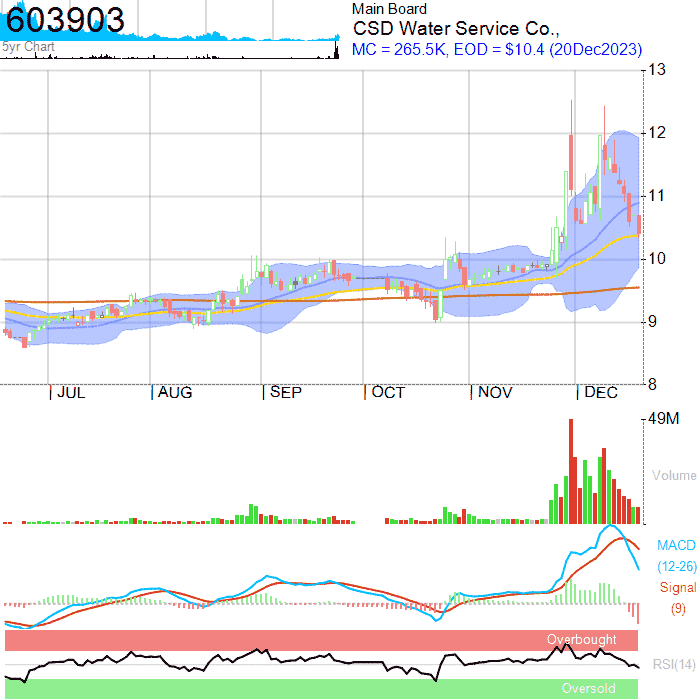 603903
5yr Chart
Main Board
CSD Water Service Co.,
MC = 265.5K, EOD = $10.4 (20Dec2023)
13
12
11
10
9
8
| JUL | AUG | SEP | OCT | NOV | DEC
49M
Volume
MACD
(12-26)
Signal
(9)
Overbought
RSI(14)
Oversold